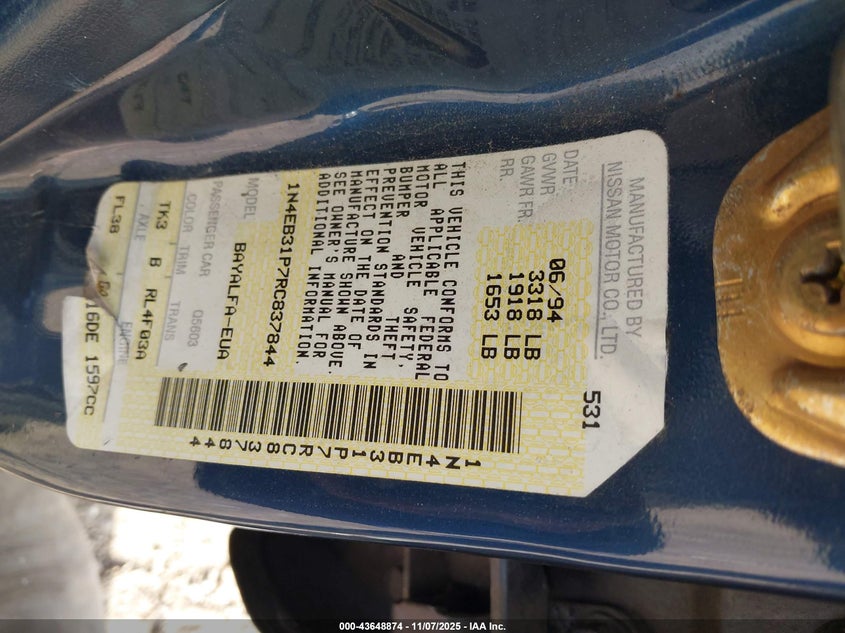 MANUFACTURED BY
NISSAN MOTOR CO., LTD.
531
DATE: 06/94
GVWR 3318 LB
GAWR FR. 1918 LB
RR. 1653 LB
THIS VEHICLE CONFORMS TO
ALL APPLICABLE FEDERAL
MOTOR VEHICLE SAFETY,
BUMPER AND THEFT
PREVENTION STANDARDS IN
EFFECT ON THE DATE OF
MANUFACTURE SHOWN ABOVE.
SEE OWNER'S MANUAL FOR
ADDITIONAL INFORMATION.
1N4EB31P7RC837844
1N4EB31P7RC837844
MODEL BAYALFA-EUA
PASSENGER CAR Q5603
COLOR TRIM TRANS
TK3 B RL4F03A
AXLE ENGINE
FL38 16DE 1597CC
000-43648874 - 11/07/2025 - IAA Inc.